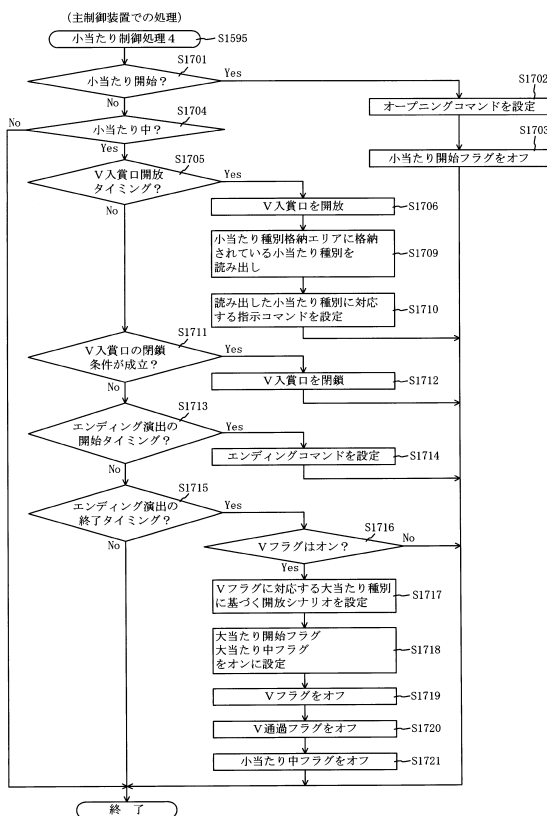 (主制御装置での処理)
小当たり制御処理4
S1595
S1701
小当たり開始?
Yes
No
S1702
オープニングコマンドを設定
S1703
小当たり開始フラグをオフ
S1704
小当たり中?
No
Yes
S1705
V入賞口開放
タイミング?
Yes
No
V入賞口を開放
S1706
小当たり種別格納エリアに格納
されている小当たり種別を
読み出し
S1709
読み出した小当たり種別に対応
する指示コマンドを設定
S1710
S1711
V入賞口の閉鎖
条件が成立?
Yes
No
V入賞口を閉鎖
S1712
S1713
エンディング演出の
開始タイミング?
Yes
No
エンディングコマンドを設定
S1714
S1715
エンディング演出の
終了タイミング?
Yes
No
S1716
Vフラグはオン?
No
Yes
Vフラグに対応する大当たり種別
に基づく開放シナリオを設定
S1717
大当たり開始フラグ
大当たり中フラグ
をオンに設定
S1718
Vフラグをオフ
S1719
V通過フラグをオフ
S1720
小当たり中フラグをオフ
S1721
終 了